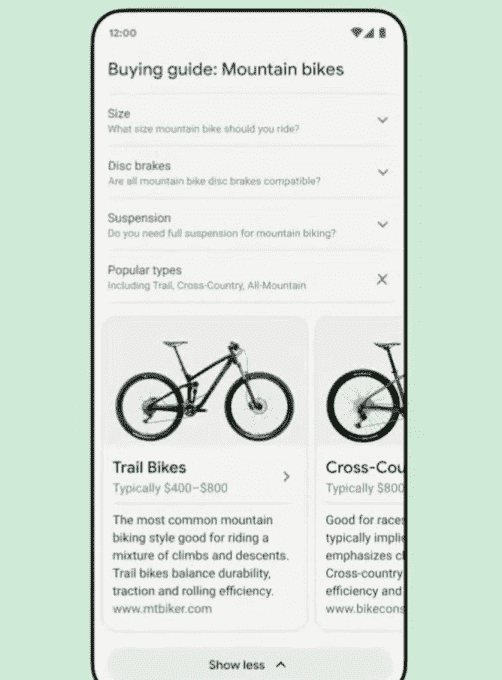 12:00
Buying guide: Mountain bikes
Size
What size mountain bike should you ride?
Disc brakes
Are all mountain bike disc brakes compatible?
Suspension
Do you need full suspension for mountain biking?
Popular types
Including Trail, Cross-Country, All-Mountain
Trail Bikes
Typically $400–$800
The most common mountain
biking style good for riding a
mixture of climbs and descents.
Trail bikes balance durability,
traction and rolling efficiency.
www.mtbiker.com
Cross-Cou
Typically $800
Good for races
typically implie
emphasizes cl
Cross-country
efficiency and
www.bikecons
Show less